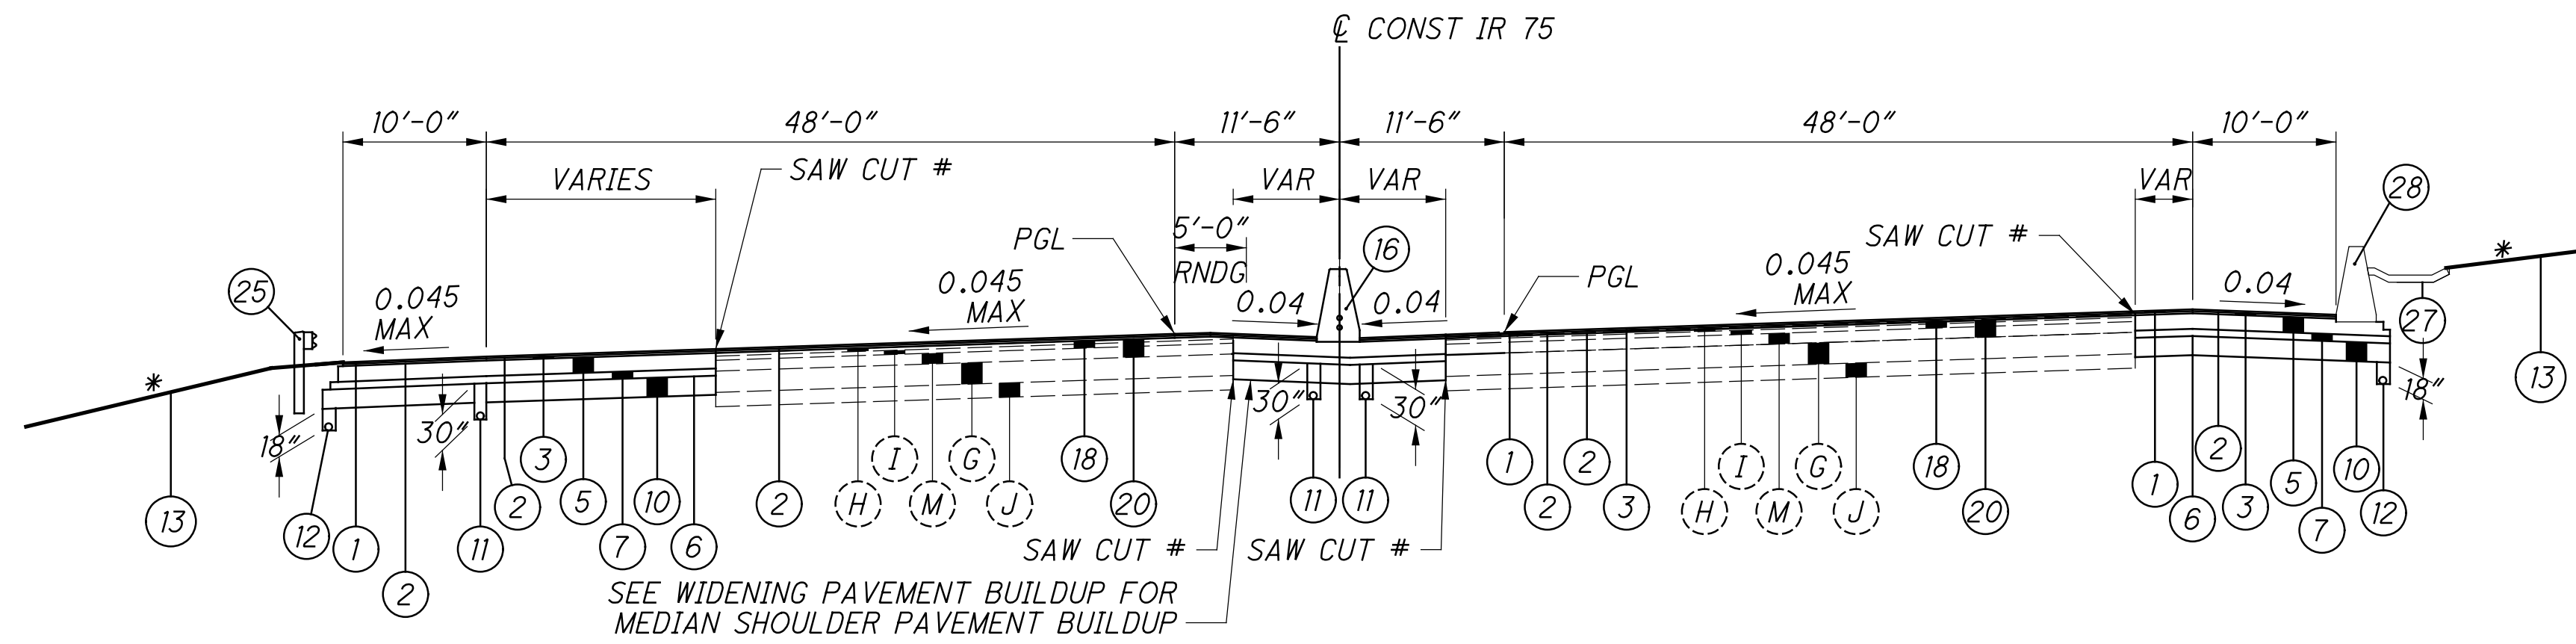 ℄ CONST IR 75
10'-0" 48'-0" 11'-6" 11'-6" 48'-0" 10'-0"
VARIES SAW CUT # VAR VAR VAR 28
PGL 5'-0" 16 SAW CUT # *
RNDG PGL
25 0.045 0.045 0.04 0.04 0.045 0.04
MAX MAX MAX 27
* 13
18" 30" 30" 30" 18"
3 I G 18 1 2 I G 18 2
13 12 1 2 11 2 5 7 10 6 2 H M J 20 11 11 2 3 H M J 20 1 6 3 5 7 10 12
SAW CUT # SAW CUT #
SEE WIDENING PAVEMENT BUILDUP FOR
MEDIAN SHOULDER PAVEMENT BUILDUP